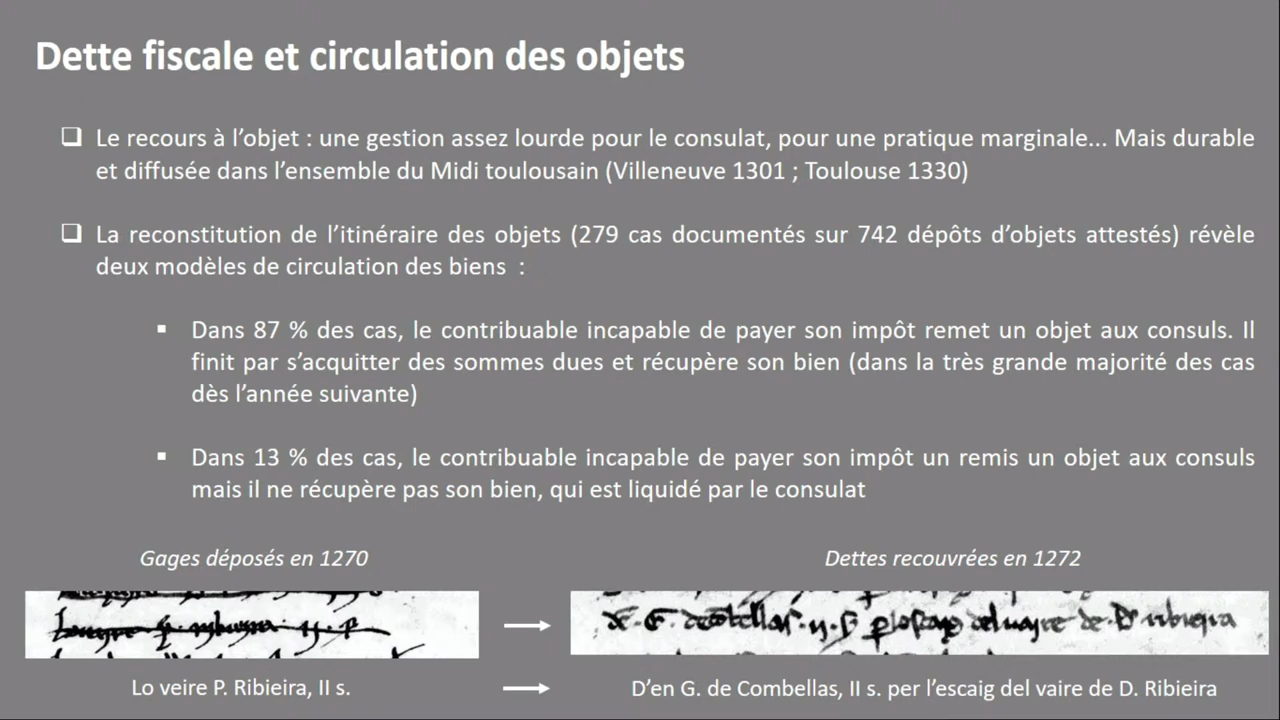 Dette fiscale et circulation des objets
❑ Le recours à l'objet : une gestion assez lourde pour le consulat, pour une pratique marginale... Mais durable
et diffusée dans l'ensemble du Midi toulousain (Villeneuve 1301 ; Toulouse 1330)
❑ La reconstitution de l'itinéraire des objets (279 cas documentés sur 742 dépôts d'objets attestés) révèle
deux modèles de circulation des biens :
▪ Dans 87 % des cas, le contribuable incapable de payer son impôt remet un objet aux consuls. Il
finit par s'acquitter des sommes dues et récupère son bien (dans la très grande majorité des cas
dès l'année suivante)
▪ Dans 13 % des cas, le contribuable incapable de payer son impôt un remis un objet aux consuls
mais il ne récupère pas son bien, qui est liquidé par le consulat
Gages déposés en 1270
Dettes recouvrées en 1272
Lo veire P. Ribieira, II s.
D'en G. de Combellas, II s. per l'escaig del vaire de D. Ribieira